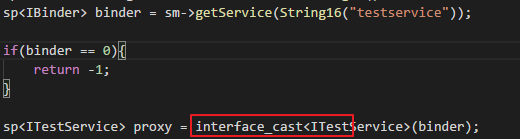 sp<IBinder> binder = sm->getService(String16("testservice"));
if(binder == 0){
return -1;
}
sp<ITestService> proxy = interface_cast<ITestService>(binder);